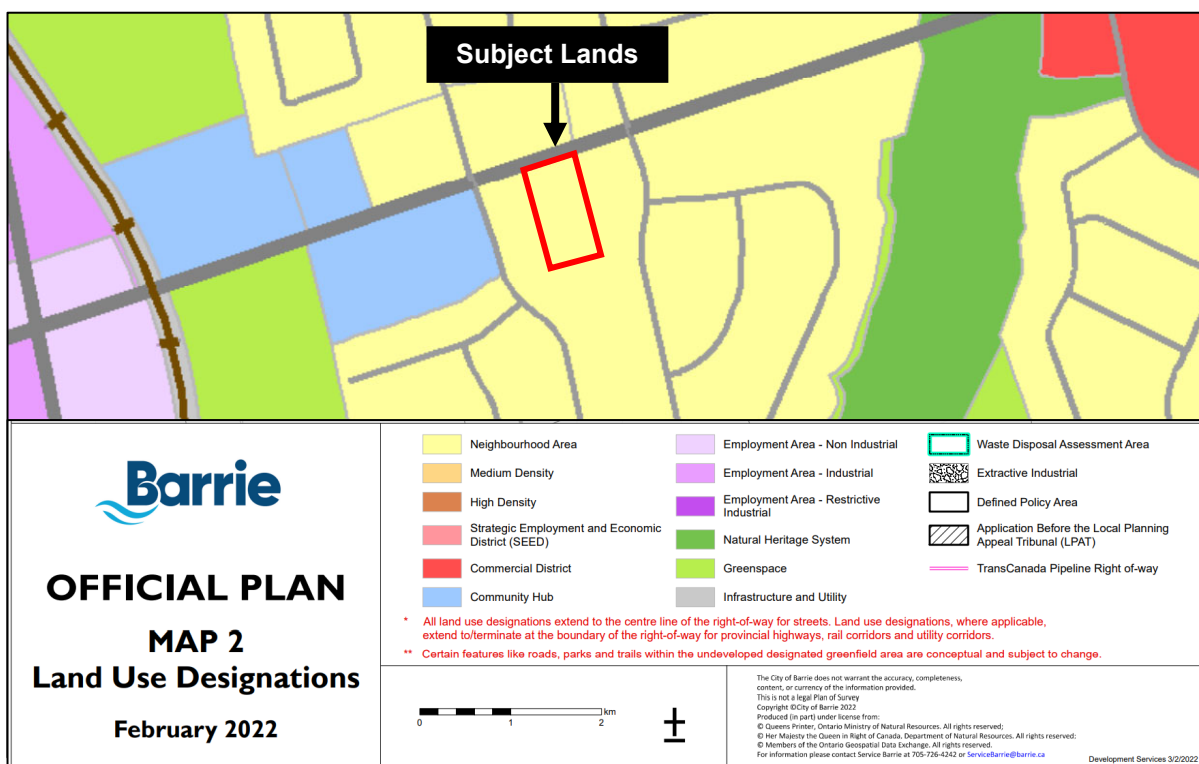 Subject Lands
Barrie
OFFICIAL PLAN
MAP 2
Land Use Designations
February 2022
Neighbourhood Area
Medium Density
High Density
Strategic Employment and Economic
District (SEED)
Commercial District
Community Hub
Employment Area - Non Industrial
Employment Area - Industrial
Employment Area - Restrictive
Industrial
Natural Heritage System
Greenspace
Infrastructure and Utility
Waste Disposal Assessment Area
Extractive Industrial
Defined Policy Area
Application Before the Local Planning
Appeal Tribunal (LPAT)
TransCanada Pipeline Right of-way
* All land use designations extend to the centre line of the right-of-way for streets. Land use designations, where applicable,
extend to/terminate at the boundary of the right-of-way for provincial highways, rail corridors and utility corridors.
** Certain features like roads, parks and trails within the undeveloped designated greenfield area are conceptual and subject to change.
km
0 1 2
The City of Barrie does not warrant the accuracy, completeness,
content, or currency of the information provided.
This is not a legal Plan of Survey
Copyright ©City of Barrie 2022
Produced (in part) under license from:
© Queens Printer, Ontario Ministry of Natural Resources. All rights reserved;
© Her Majesty the Queen in Right of Canada, Department of Natural Resources. All rights reserved:
© Members of the Ontario Geospatial Data Exchange. All rights reserved.
For information please contact Service Barrie at 705-726-4242 or ServiceBarrie@barrie.ca
Development Services 3/2/2022